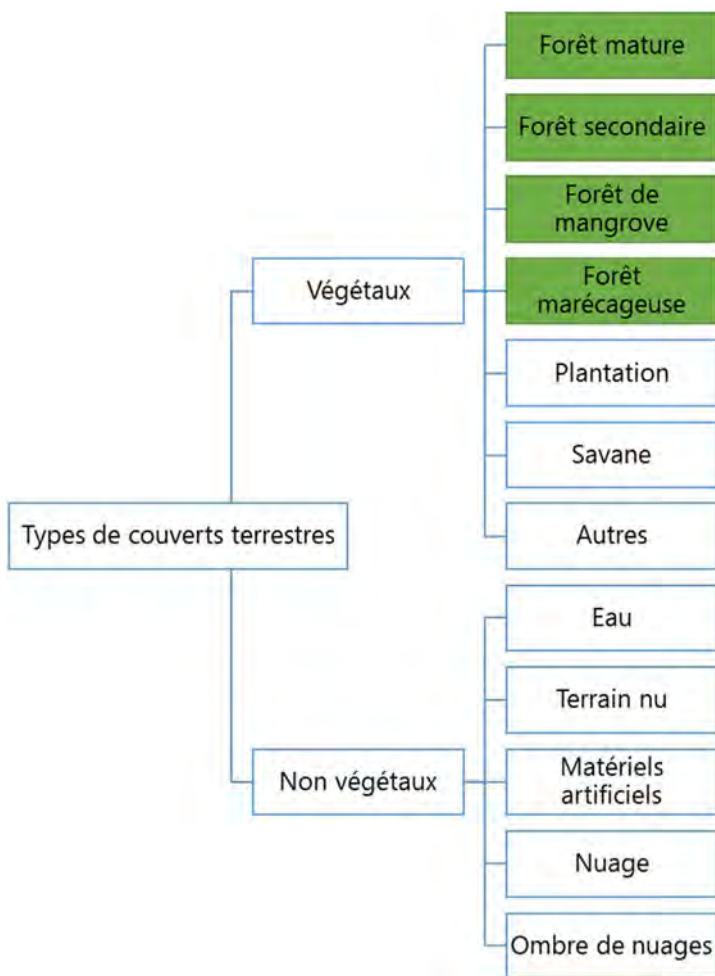 Types de couverts terrestres
Végétaux
Forêt mature
Forêt secondaire
Forêt de
mangrove
Forêt
marécageuse
Plantation
Savane
Autres
Non végétaux
Eau
Terrain nu
Matériels
artificiels
Nuage
Ombre de nuages